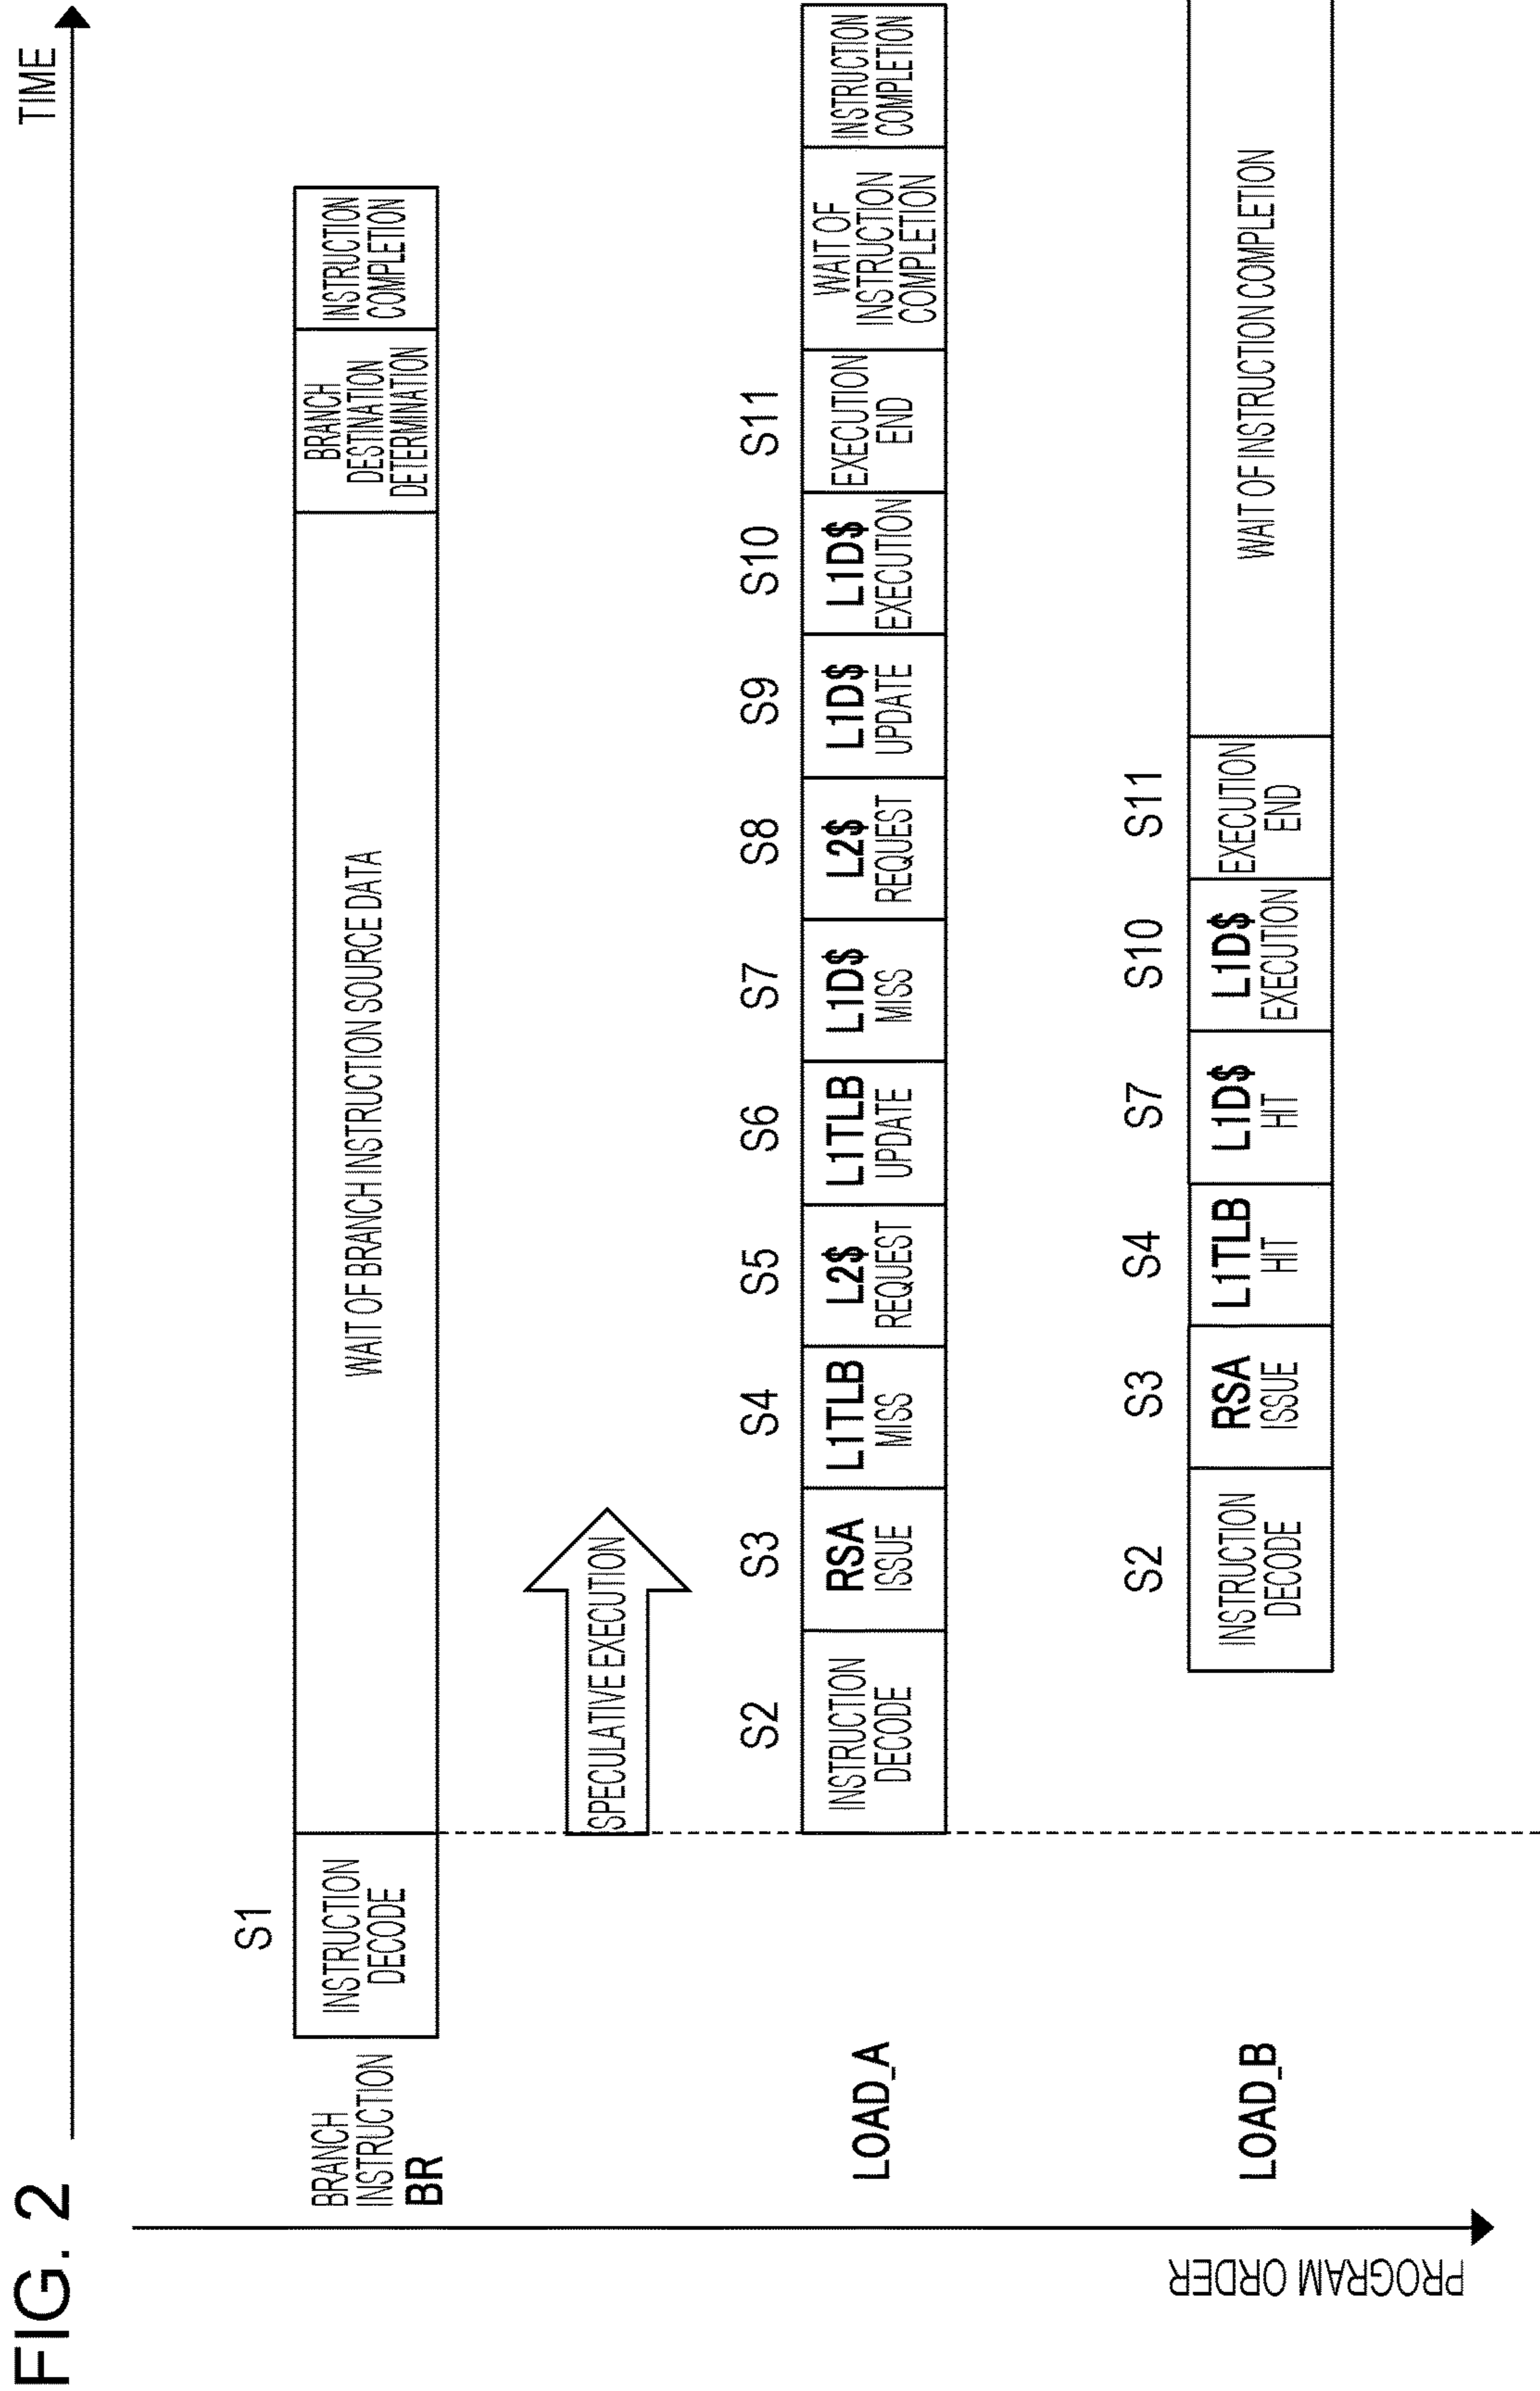 FIG. 2
TIME
PROGRAM ORDER
BRANCH
INSTRUCTION
BR
S1
INSTRUCTION
DECODE
WAIT OF BRANCH INSTRUCTION SOURCE DATA
BRANCH
DESTINATION
DETERMINATION
INSTRUCTION
COMPLETION
SPECULATIVE EXECUTION
LOAD_A
S2
INSTRUCTION
DECODE
S3
RSA
ISSUE
S4
L1TLB
MISS
S5
L2$
REQUEST
S6
L1TLB
UPDATE
S7
L1D$
MISS
S8
L2$
REQUEST
S9
L1D$
UPDATE
S10
L1D$
EXECUTION
S11
EXECUTION
END
WAIT OF
INSTRUCTION
COMPLETION
INSTRUCTION
COMPLETION
LOAD_B
S2
INSTRUCTION
DECODE
S3
RSA
ISSUE
S4
L1TLB
HIT
S7
L1D$
HIT
S10
L1D$
EXECUTION
S11
EXECUTION
END
WAIT OF INSTRUCTION COMPLETION